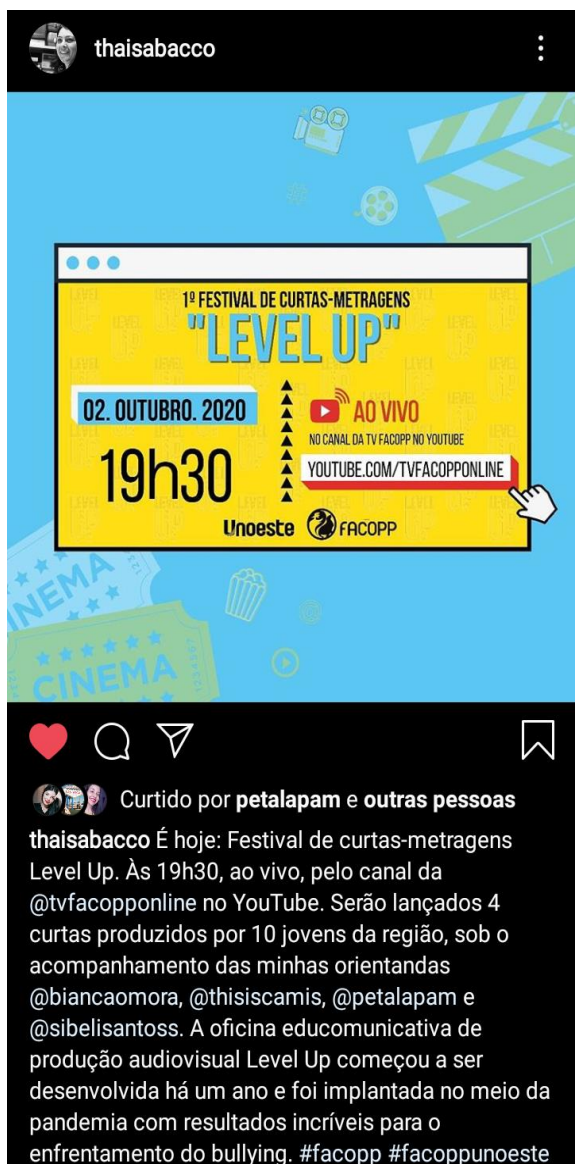 thaisabacco
1º FESTIVAL DE CURTAS-METRAGENS
"LEVEL UP"
02. OUTUBRO. 2020
19h30
AO VIVO
NO CANAL DA TV FACOPP NO YOUTUBE
YOUTUBE.COM/TVFACOPPONLINE
Unoeste FACOPP
CINEMA
CINEMA
Curtido por petalapam e outras pessoas
thaisabacco É hoje: Festival de curtas-metragens
Level Up. Às 19h30, ao vivo, pelo canal da
@tvfacopponline no YouTube. Serão lançados 4
curtas produzidos por 10 jovens da região, sob o
acompanhamento das minhas orientandas
@biancaomora, @thisiscamis, @petalapam e
@sibelisantoss. A oficina educomunicativa de
produção audiovisual Level Up começou a ser
desenvolvida há um ano e foi implantada no meio da
pandemia com resultados incríveis para o
enfrentamento do bullying. #facopp #facoppunoeste